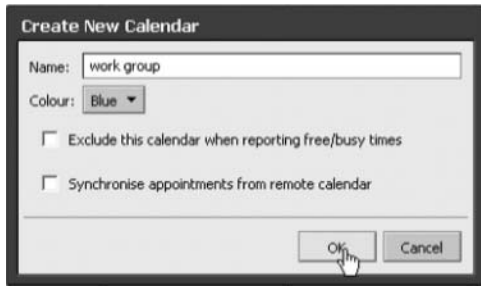 Create New Calendar
Name: work group
Colour: Blue
Exclude this calendar when reporting free/busy times
Synchronise appointments from remote calendar
OK Cancel